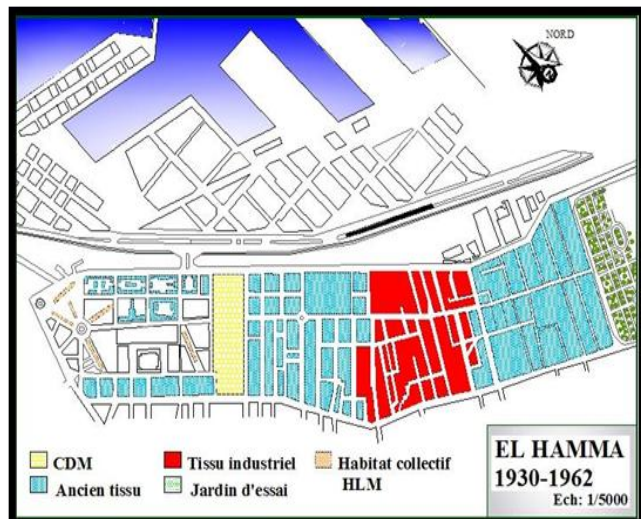 NORD
CDM
Tissu industriel
Habitat collectif
HLM
Ancien tissu
Jardin d'essai
EL HAMMA
1930-1962
Ech: 1/5000